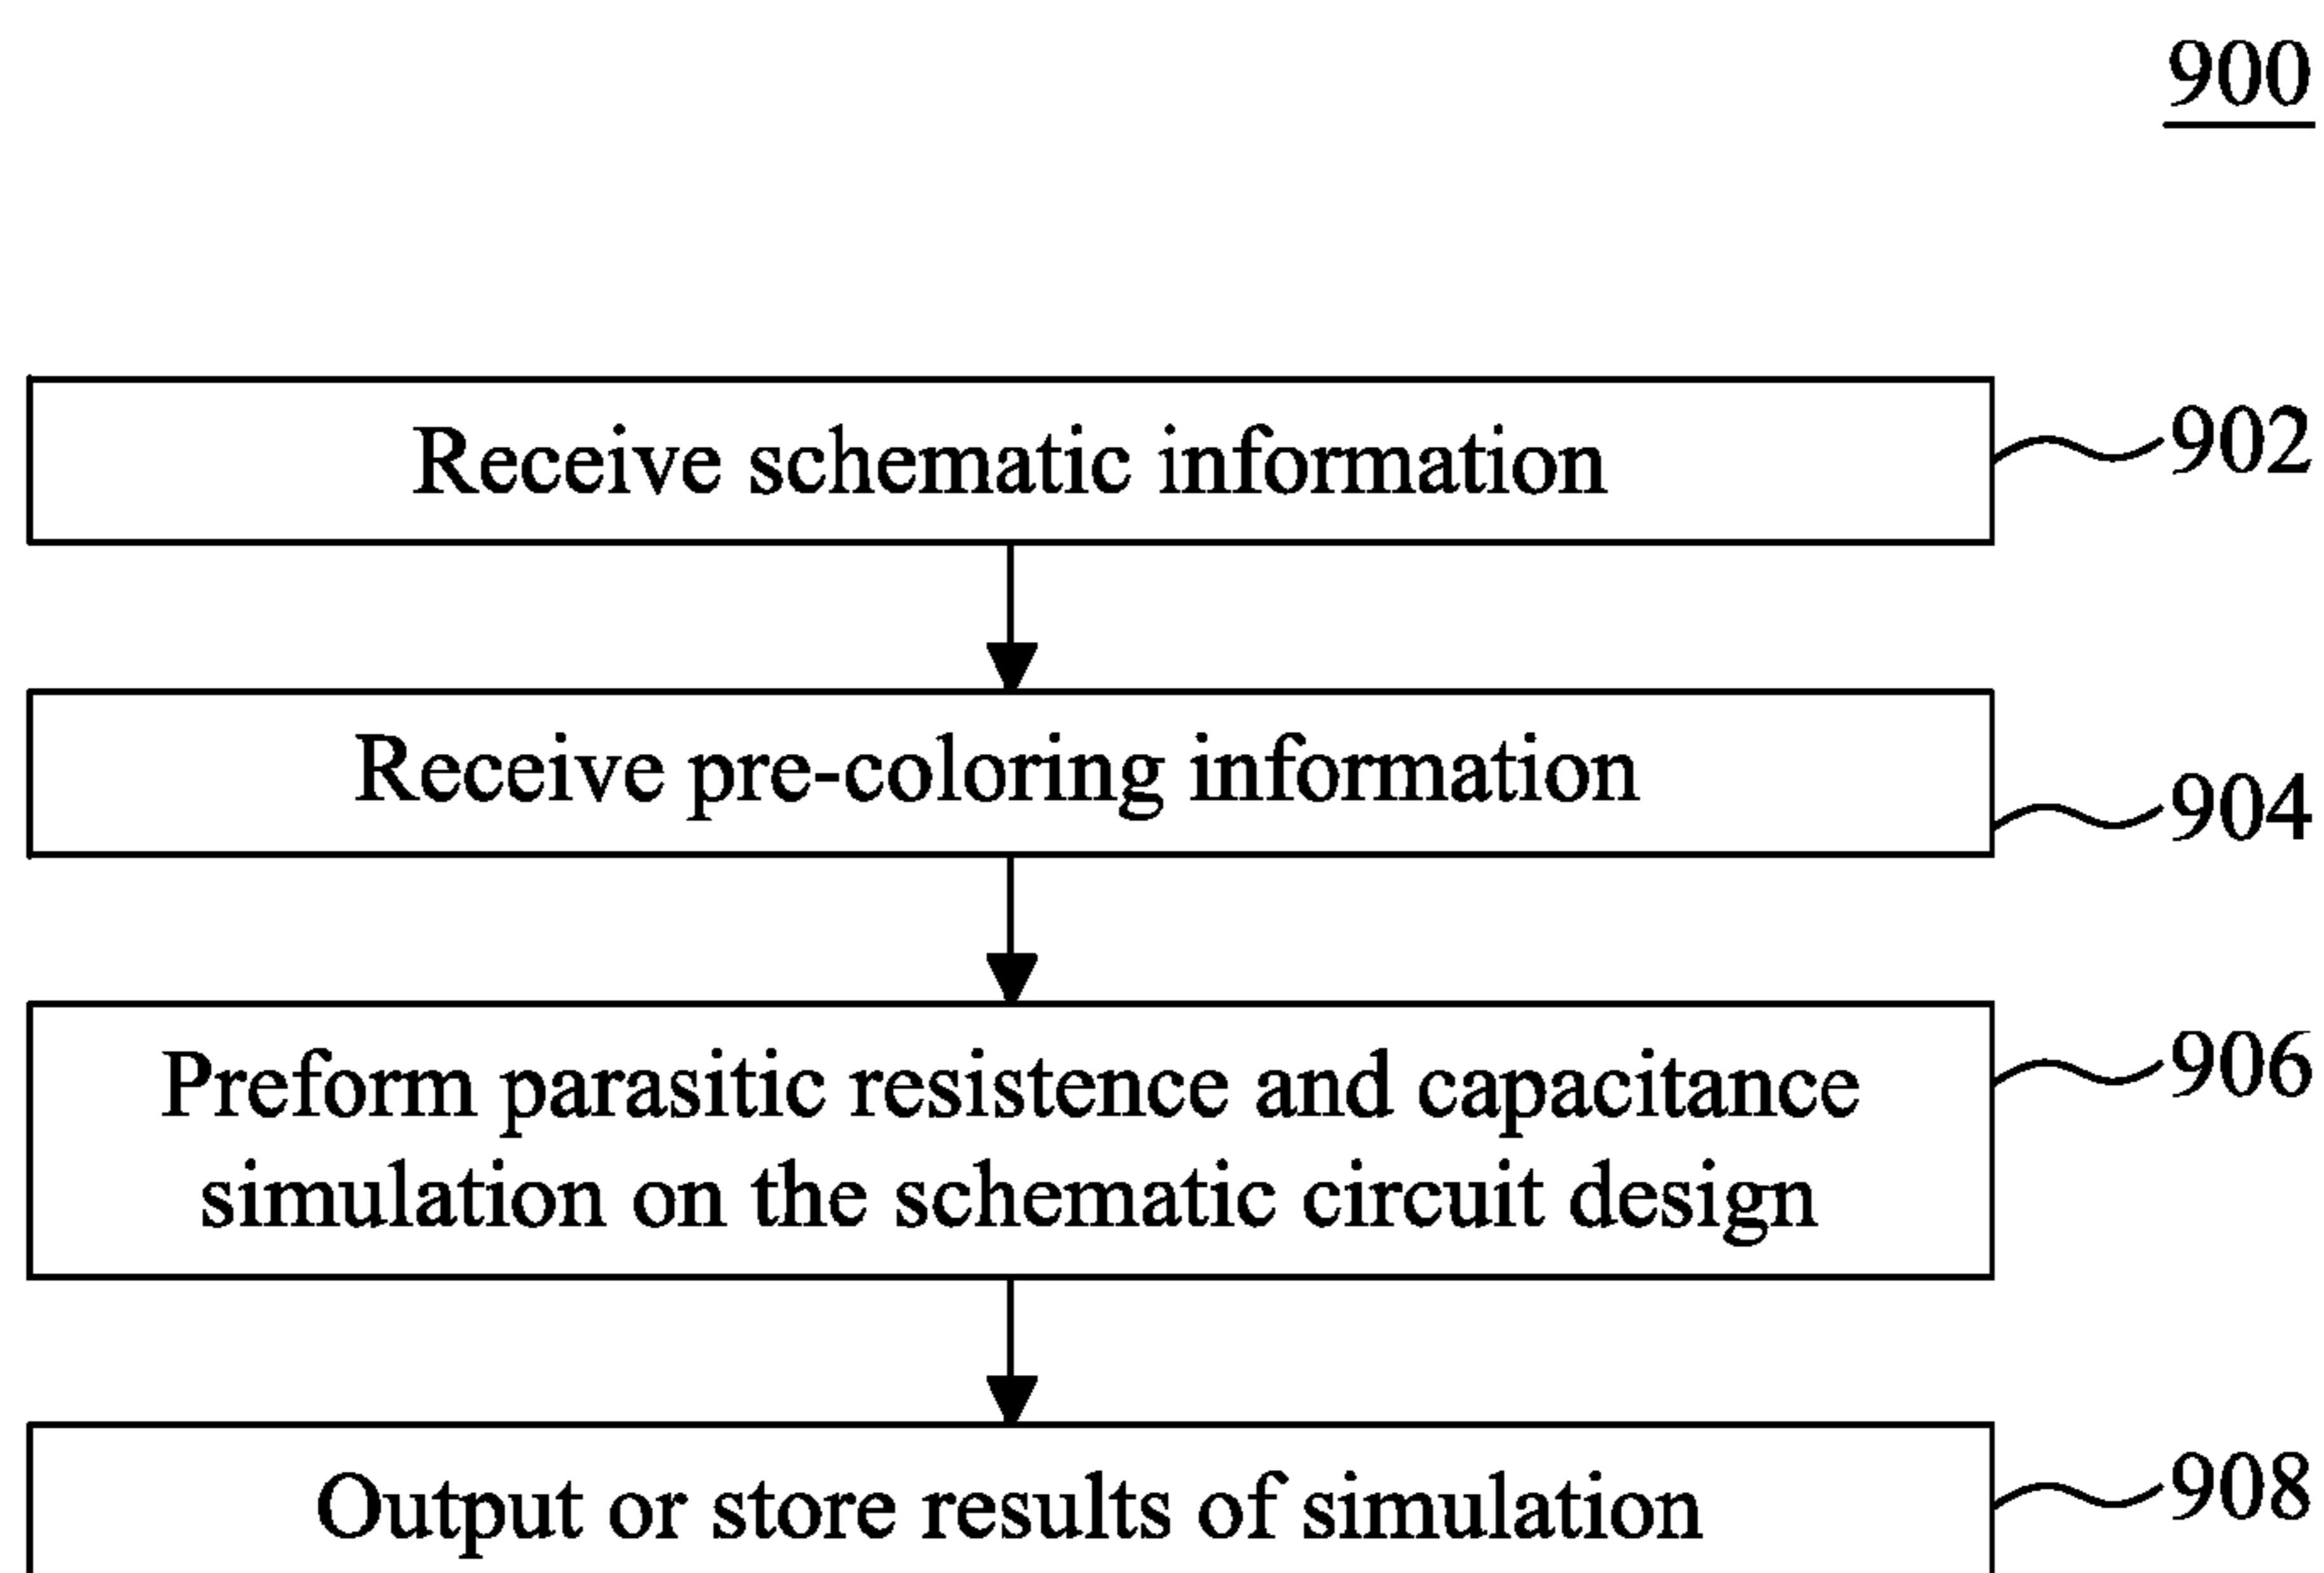 900
Receive schematic information
902
Receive pre-coloring information
904
Preform parasitic resistence and capacitance
simulation on the schematic circuit design
906
Output or store results of simulation
908